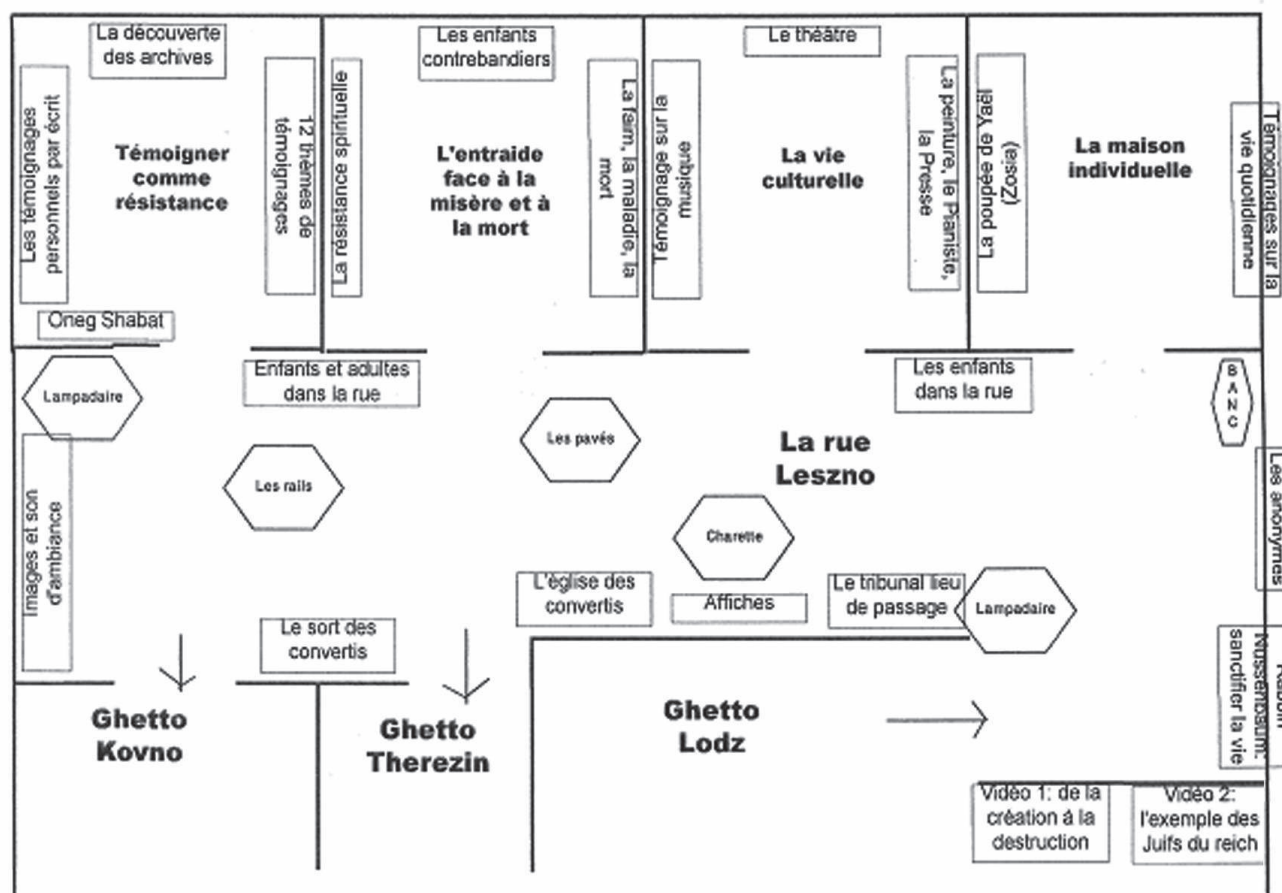 La découverte
des archives
Les témoignages
personnels par écrit
Témoigner
comme
résistance
12 thèmes de
témoignages
Oneg Shabat
La résistance spirituelle
Les enfants
contrebandiers
L'entraide
face à la
misère et à
la mort
La faim, la maladie, la
mort
Témoignage sur la
musique
Le théâtre
La vie
culturelle
La peinture, le Pianiste,
la Presse
La poupée de Yaël
(Zosia)
La maison
individuelle
Témoignages sur la
vie quotidienne
Lampadaire
Enfants et adultes
dans la rue
Les enfants
dans la rue
BANC
Les pavés
La rue
Leszno
Les rails
Images et son
d'ambiance
Charette
Les anonymes
L'église des
convertis
Affiches
Le tribunal lieu
de passage
Lampadaire
Le sort des
convertis
Nussenbaum:
sanctifier la vie
Ghetto
Kovno
Ghetto
Therezin
Ghetto
Lodz
Vidéo 1: de la
création à la
destruction
Vidéo 2:
l'exemple des
Juifs du reich